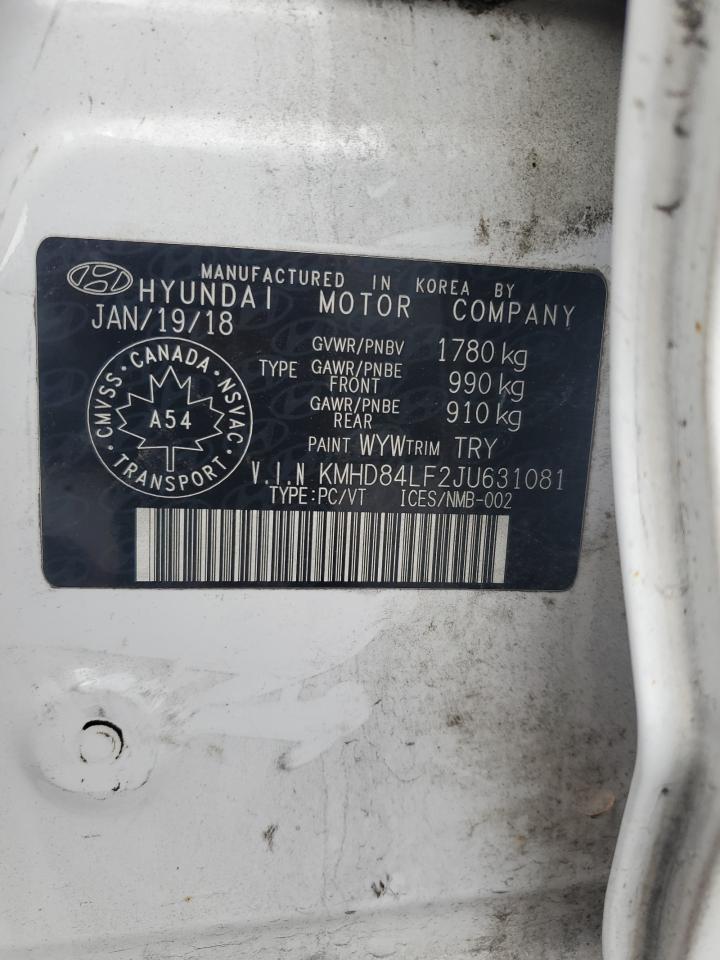 MANUFACTURED IN KOREA BY
HYUNDAI MOTOR COMPANY
JAN/19/18
GVWR/PNBV 1780 kg
TYPE GAWR/PNBE FRONT 990 kg
GAWR/PNBE REAR 910 kg
PAINT WYW TRIM TRY
CMVSS · CANADA · NSVAC · TRANSPORT ·
A54
V.I.N KMHD84LF2JU631081
TYPE:PC/VT ICES/NMB-002